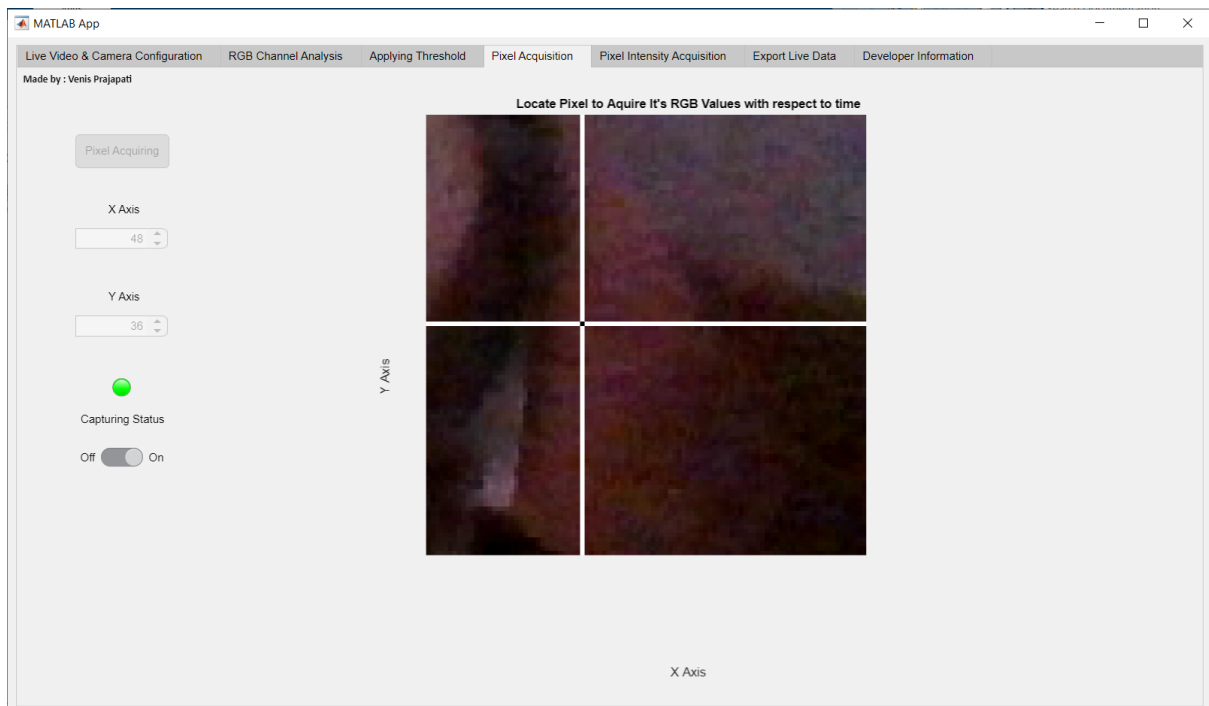 MATLAB App
Live Video & Camera Configuration RGB Channel Analysis Applying Threshold Pixel Acquisition Pixel Intensity Acquisition Export Live Data Developer Information
Made by : Venis Prajapati
Locate Pixel to Aquire It's RGB Values with respect to time
Pixel Acquiring
X Axis
48
Y Axis
36
Capturing Status
Off On
Y Axis
X Axis